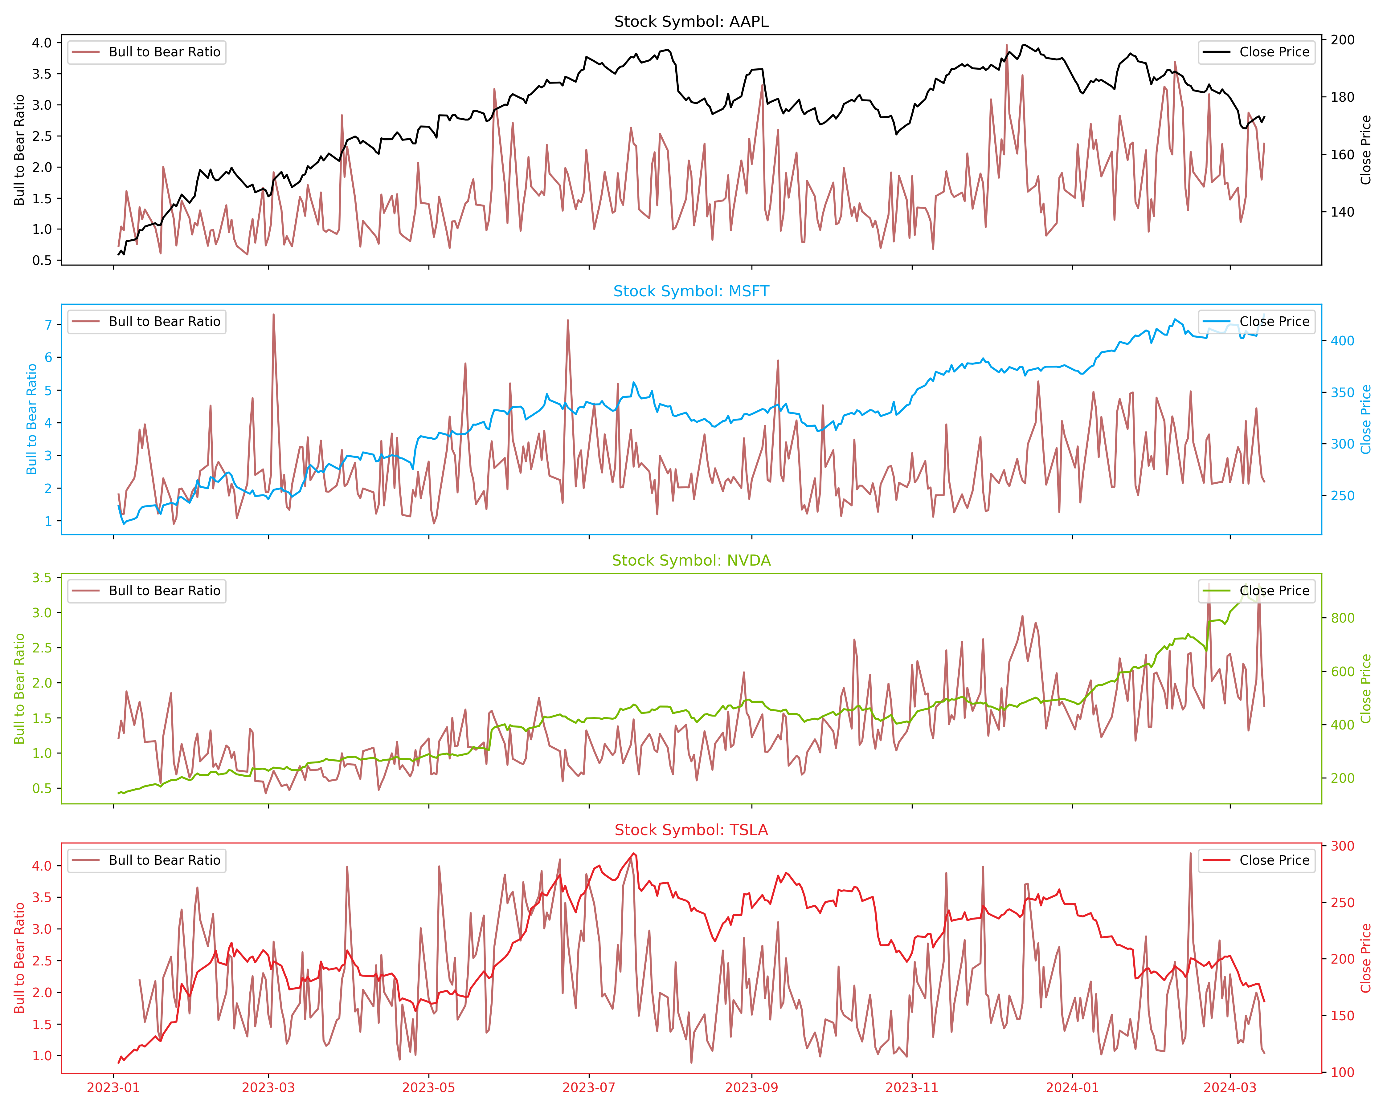 Stock Symbol: AAPL
Bull to Bear Ratio
Close Price
4.0
3.5
3.0
2.5
2.0
1.5
1.0
0.5
Bull to Bear Ratio
200
180
160
140
Close Price
Stock Symbol: MSFT
Bull to Bear Ratio
Close Price
7
6
5
4
3
2
1
Bull to Bear Ratio
400
350
300
250
Close Price
Stock Symbol: NVDA
Bull to Bear Ratio
Close Price
3.5
3.0
2.5
2.0
1.5
1.0
0.5
Bull to Bear Ratio
800
600
400
200
Close Price
Stock Symbol: TSLA
Bull to Bear Ratio
Close Price
4.0
3.5
3.0
2.5
2.0
1.5
1.0
Bull to Bear Ratio
300
250
200
150
100
Close Price
2023-01 2023-03 2023-05 2023-07 2023-09 2023-11 2024-01 2024-03